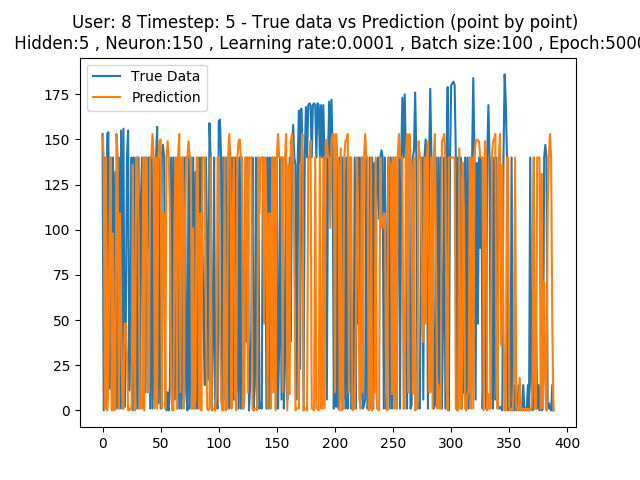 User: 8 Timestep: 5 - True data vs Prediction (point by point)
Hidden:5 , Neuron:150 , Learning rate:0.0001 , Batch size:100 , Epoch:5000
True Data
Prediction
175
150
125
100
75
50
25
0
0 50 100 150 200 250 300 350 400